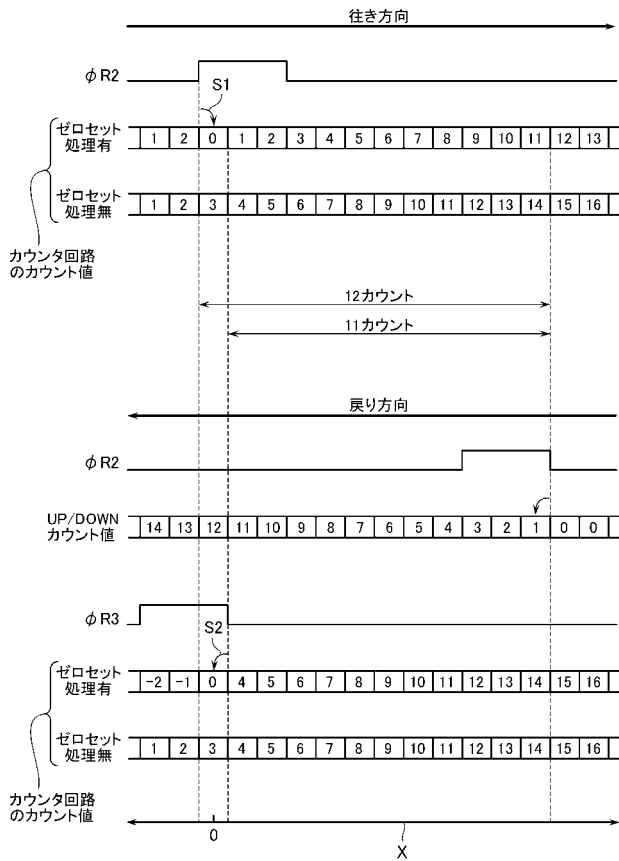 往き方向
φR2
S1
ゼロセット
処理有
1 2 0 1 2 3 4 5 6 7 8 9 10 11 12 13
ゼロセット
処理無
1 2 3 4 5 6 7 8 9 10 11 12 13 14 15 16
カウンタ回路
のカウント値
12カウント
11カウント
戻り方向
φR2
UP/DOWN
カウント値
14 13 12 11 10 9 8 7 6 5 4 3 2 1 0 0
φR3
S2
ゼロセット
処理有
-2 -1 0 4 5 6 7 8 9 10 11 12 13 14 15 16
ゼロセット
処理無
1 2 3 4 5 6 7 8 9 10 11 12 13 14 15 16
カウンタ回路
のカウント値
0
X